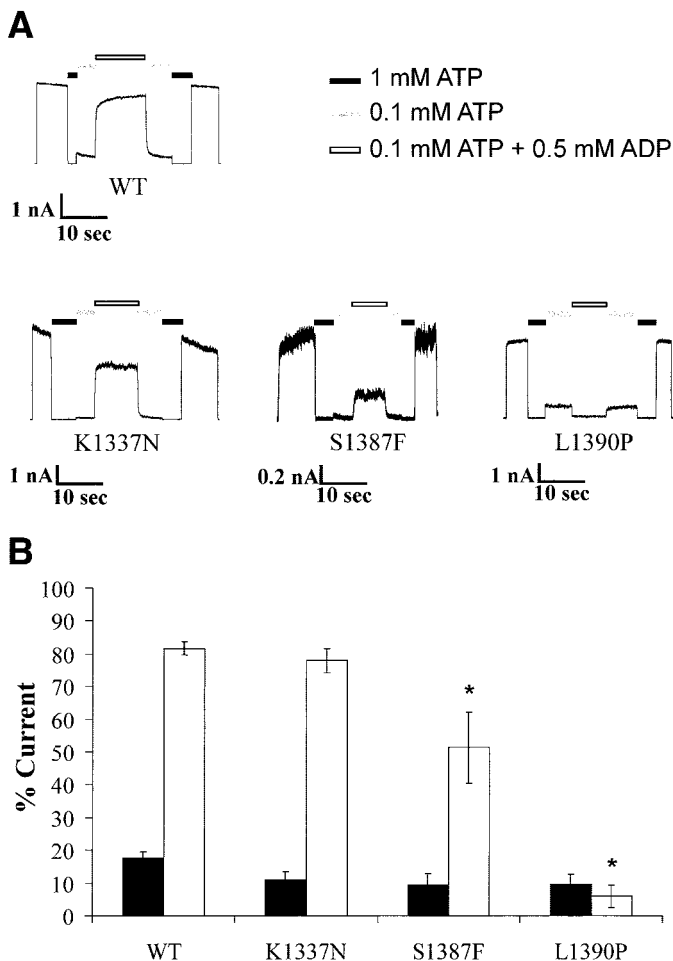 A
1 mM ATP
0.1 mM ATP
0.1 mM ATP + 0.5 mM ADP
WT
1 nA
10 sec
K1337N
S1387F
L1390P
1 nA
10 sec
0.2 nA
10 sec
1 nA
10 sec
B
% Current
100
90
80
70
60
50
40
30
20
10
0
*
*
WT
K1337N
S1387F
L1390P